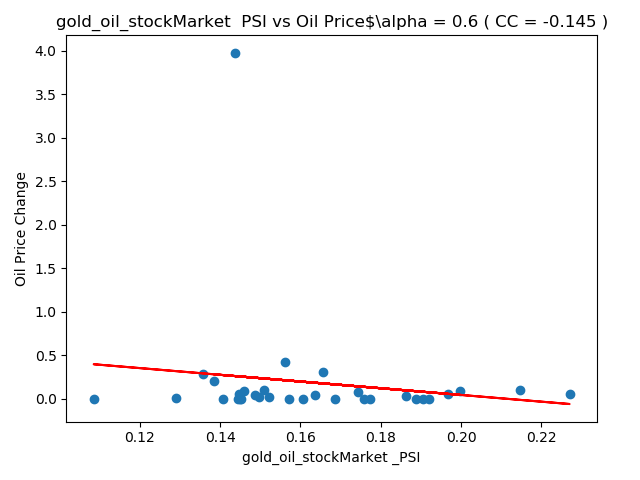 gold_oil_stockMarket  PSI vs Oil Price$\alpha = 0.6 ( CC = -0.145 )
4.0
3.5
3.0
2.5
2.0
1.5
1.0
0.5
0.0
Oil Price Change
0.12 0.14 0.16 0.18 0.20 0.22
gold_oil_stockMarket _PSI